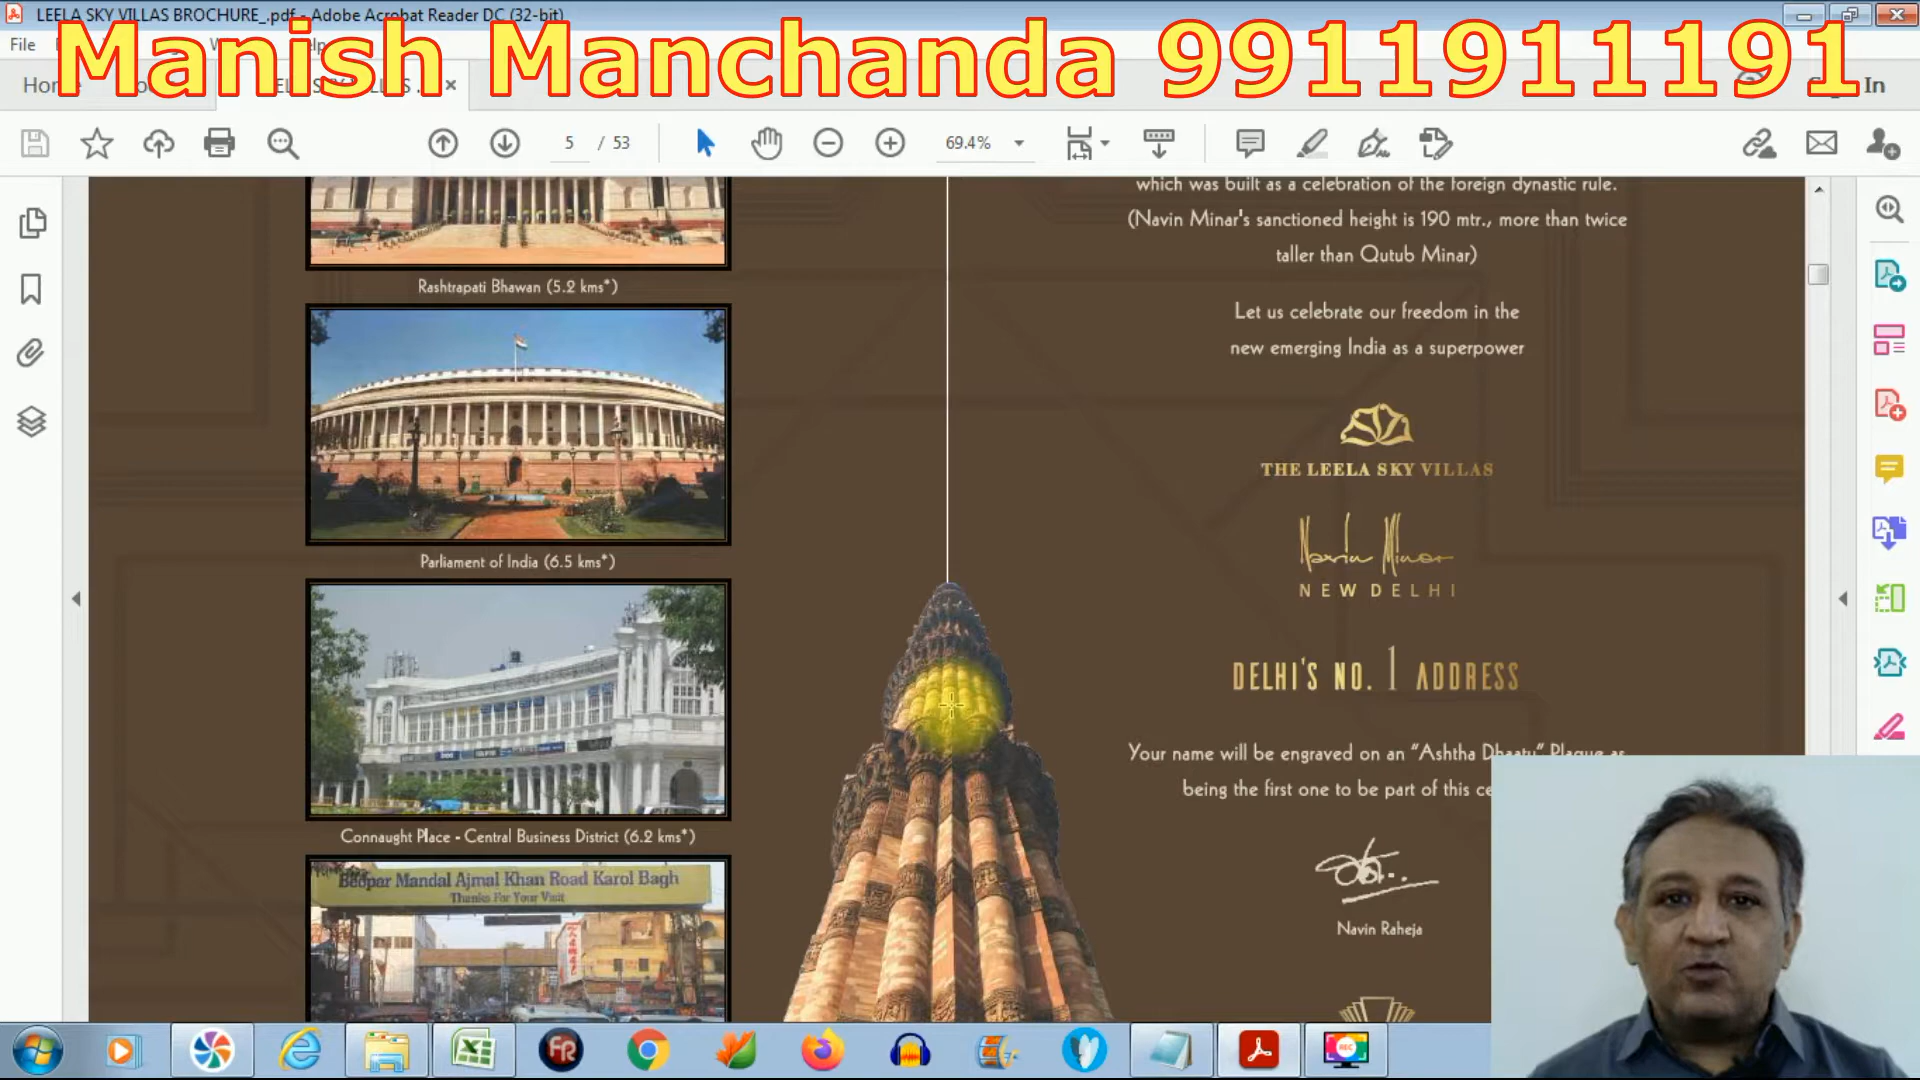 LEELA SKY VILLAS BROCHURE_.pdf - Adobe Acrobat Reader DC (32-bit)
Manish Manchanda 9911911191
File
In
5 / 53
69.4%
which was built as a celebration of the foreign dynastic rule.
(Navin Minar's sanctioned height is 190 mtr., more than twice
taller than Qutub Minar)
Rashtrapati Bhawan (5.2 kms*)
Let us celebrate our freedom in the
new emerging India as a superpower
THE LEELA SKY VILLAS
Parliament of India (6.5 kms*)
Navin Minar
NEW DELHI
DELHI'S NO. 1 ADDRESS
Your name will be engraved on an "Ashtha Dhaatu" Plaque as
being the first one to be part of this
Connaught Place - Central Business District (6.2 kms*)
Beopar Mandal Ajmal Khan Road Karol Bagh
Thanks For Your Visit
Navin Raheja
FR
REC